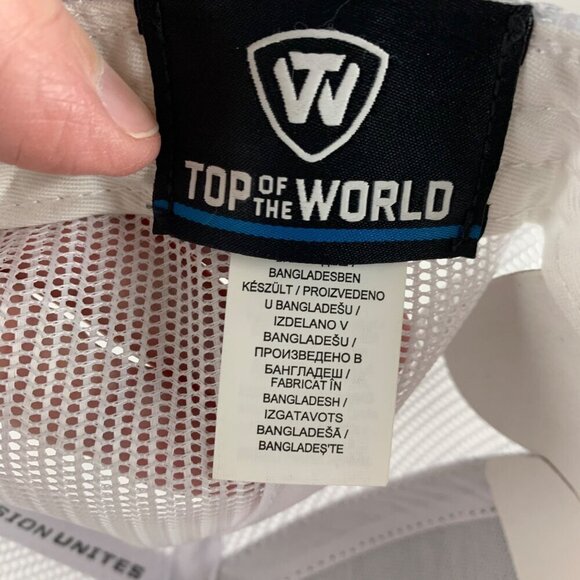 TW
TOP OF THE WORLD
BANGLADESBEN
KÉSZÜLT / PROIZVEDENO
U BANGLADEŠU /
IZDELANO V
BANGLADEŠU /
ПРОИЗВЕДЕНО В
БАНГЛАДЕШ /
FABRICAT ÎN
BANGLADESH /
IZGATAVOTS
BANGLADEŠĀ /
BANGLADEŞ'TE
SION UNITES